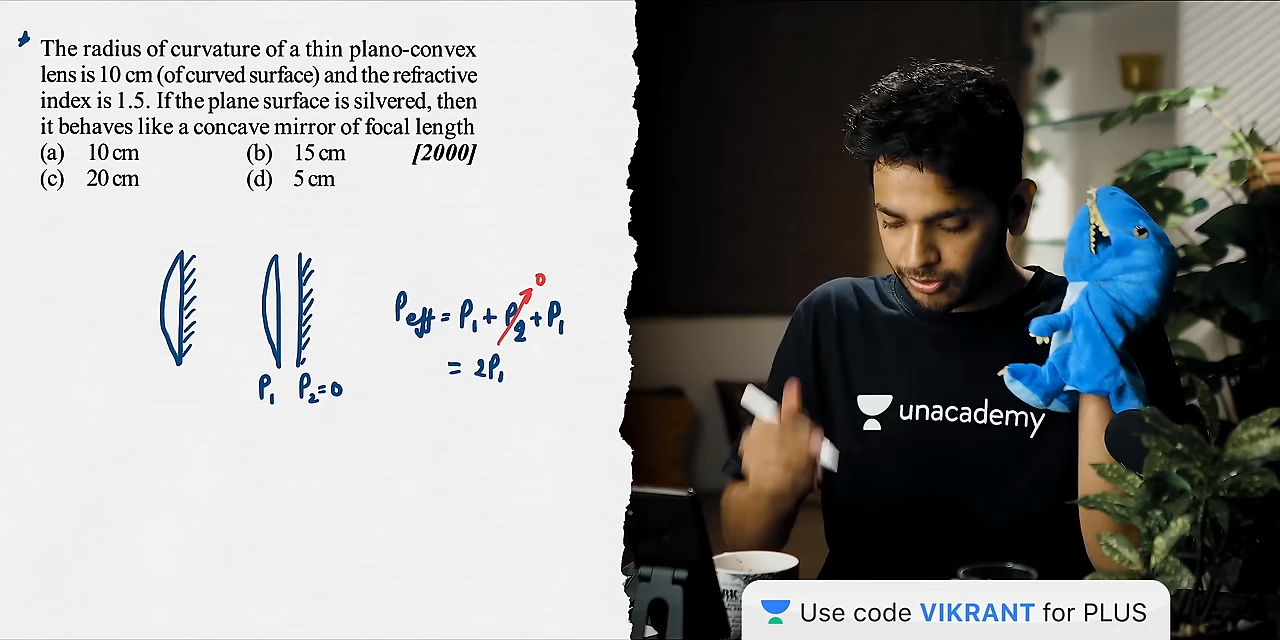 The radius of curvature of a thin plano-convex
lens is 10 cm (of curved surface) and the refractive
index is 1.5. If the plane surface is silvered, then
it behaves like a concave mirror of focal length
(a) 10 cm (b) 15 cm [2000]
(c) 20 cm (d) 5 cm
Peff = P1 + P2 + P1
0
= 2P1
P1 P2=0
unacademy
Use code VIKRANT for PLUS